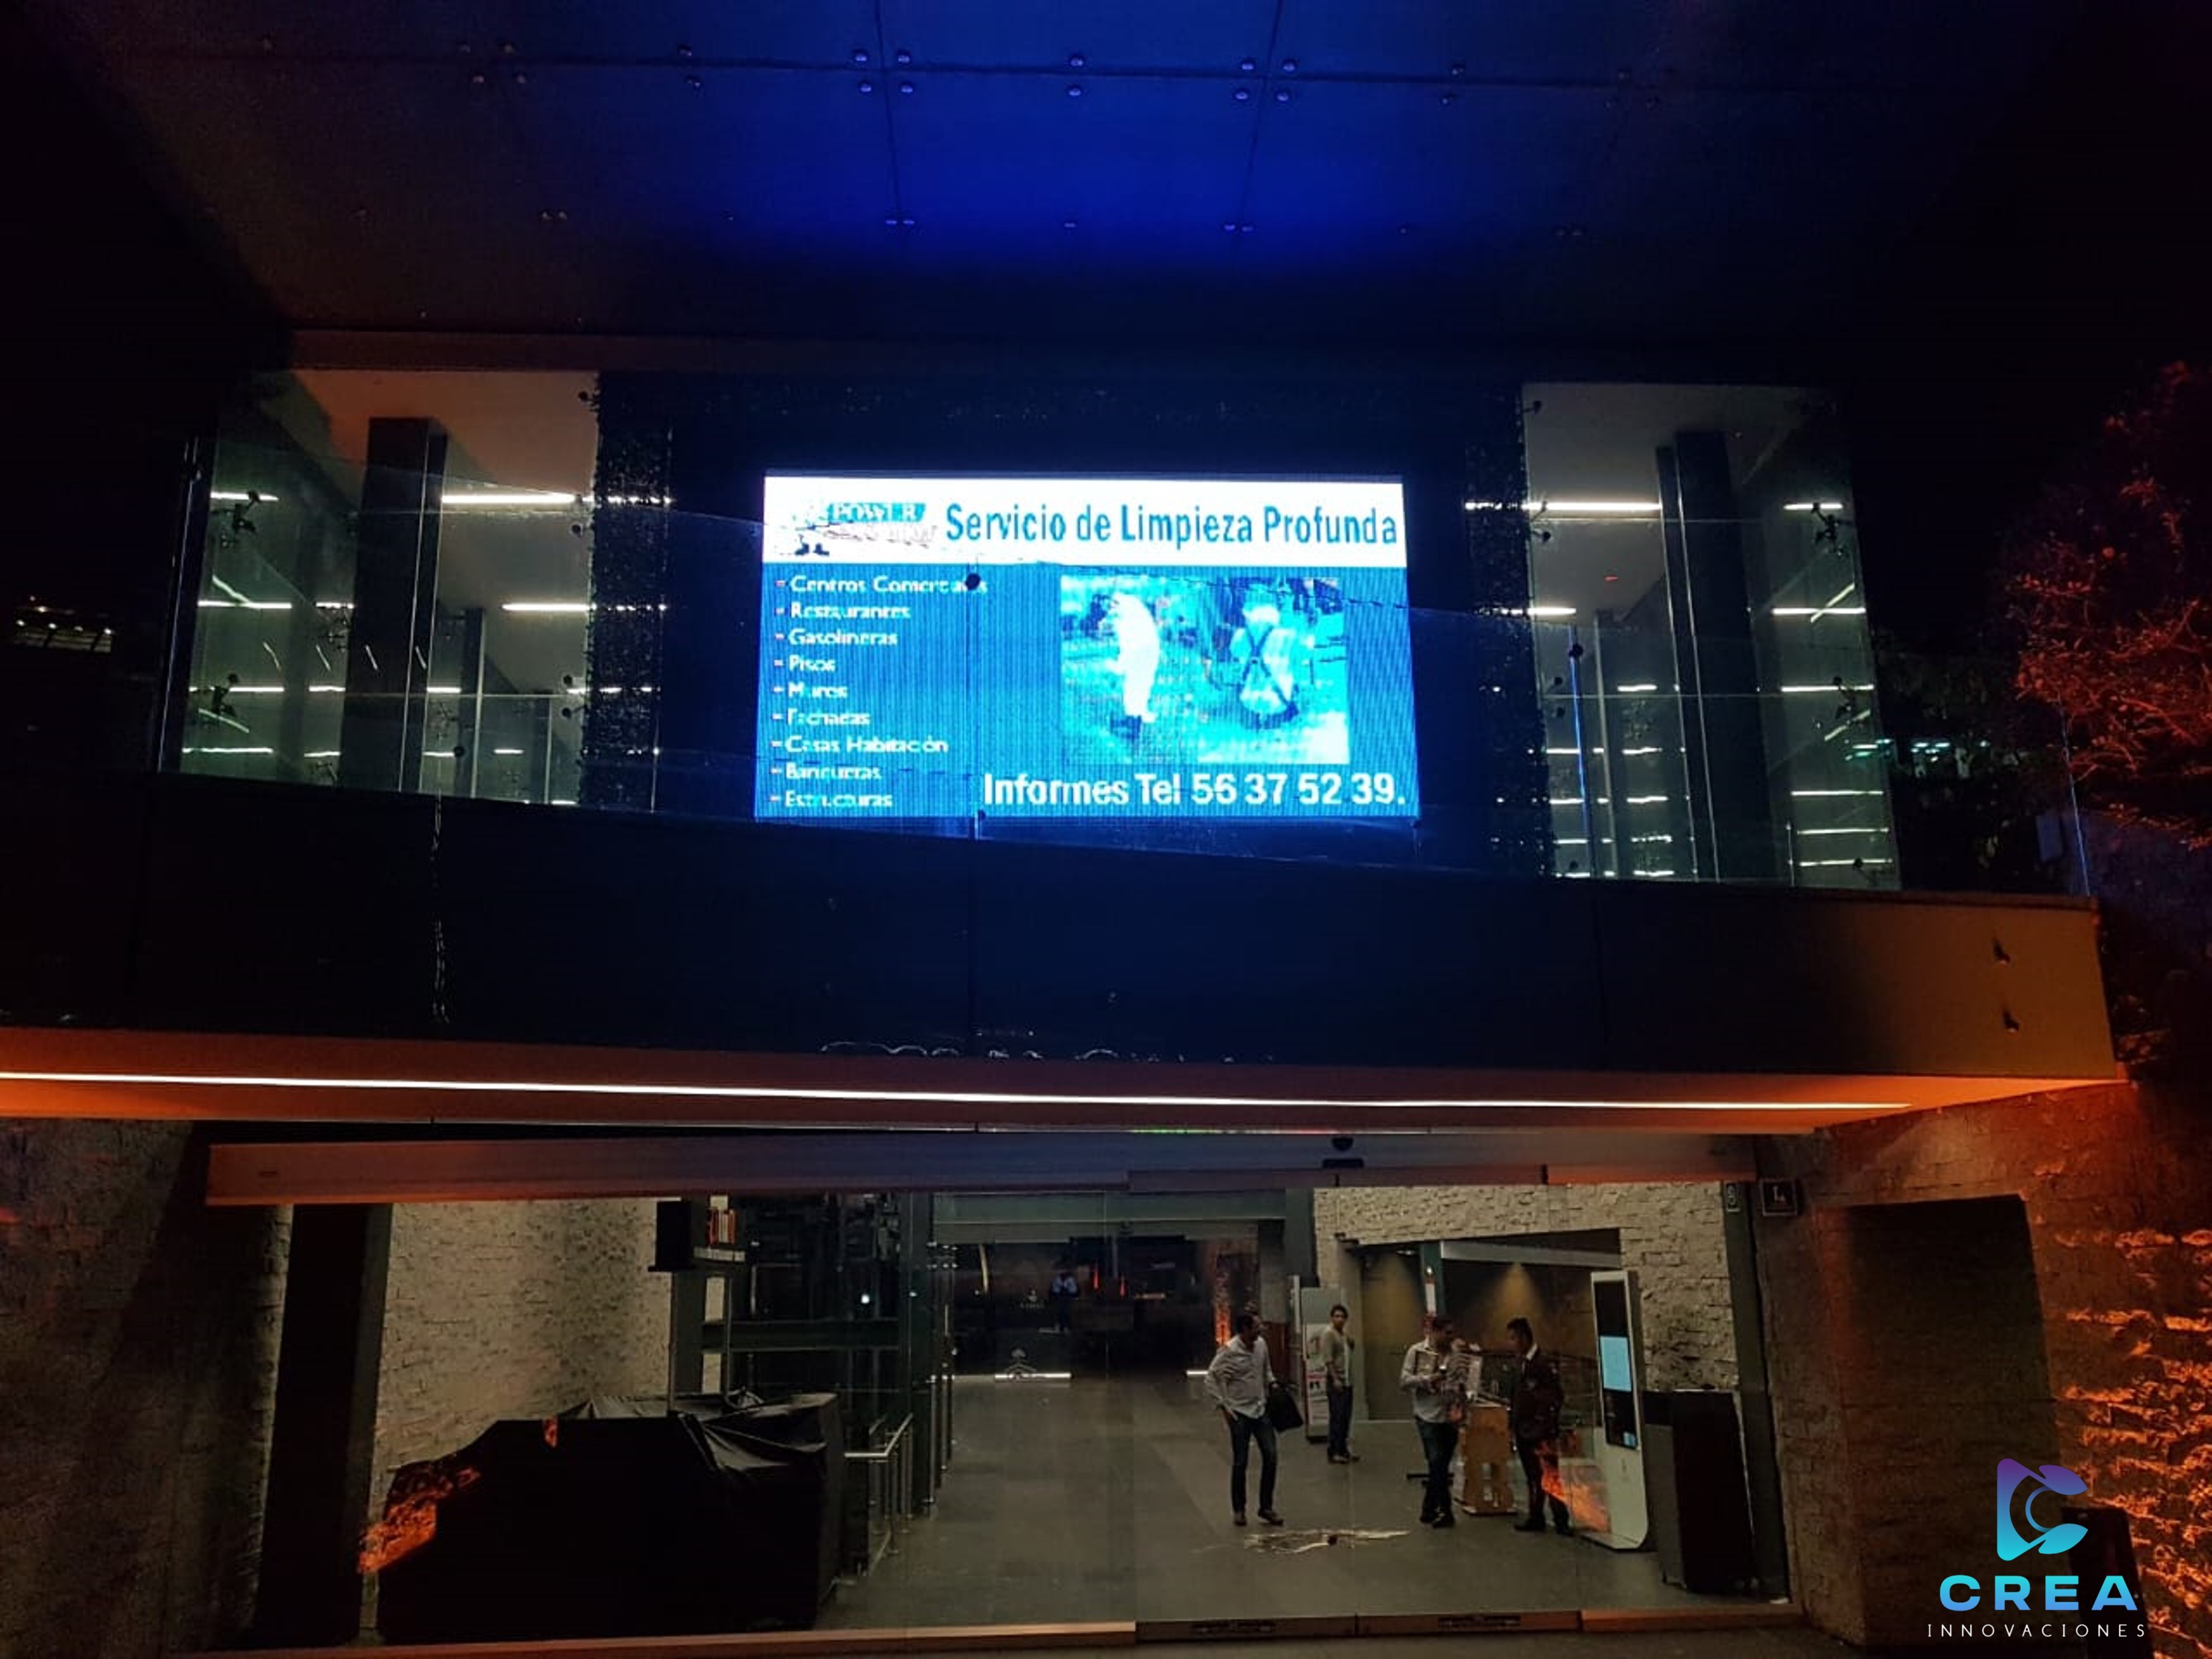 POWER
Servicio de Limpieza Profunda
- Centros Comerciales
- Restaurantes
- Gasolineras
- Pisos
- Muros
- Fachadas
- Casas Habitación
- Banquetas
- Estructuras
Informes Tel 56 37 52 39.
CREA
INNOVACIONES